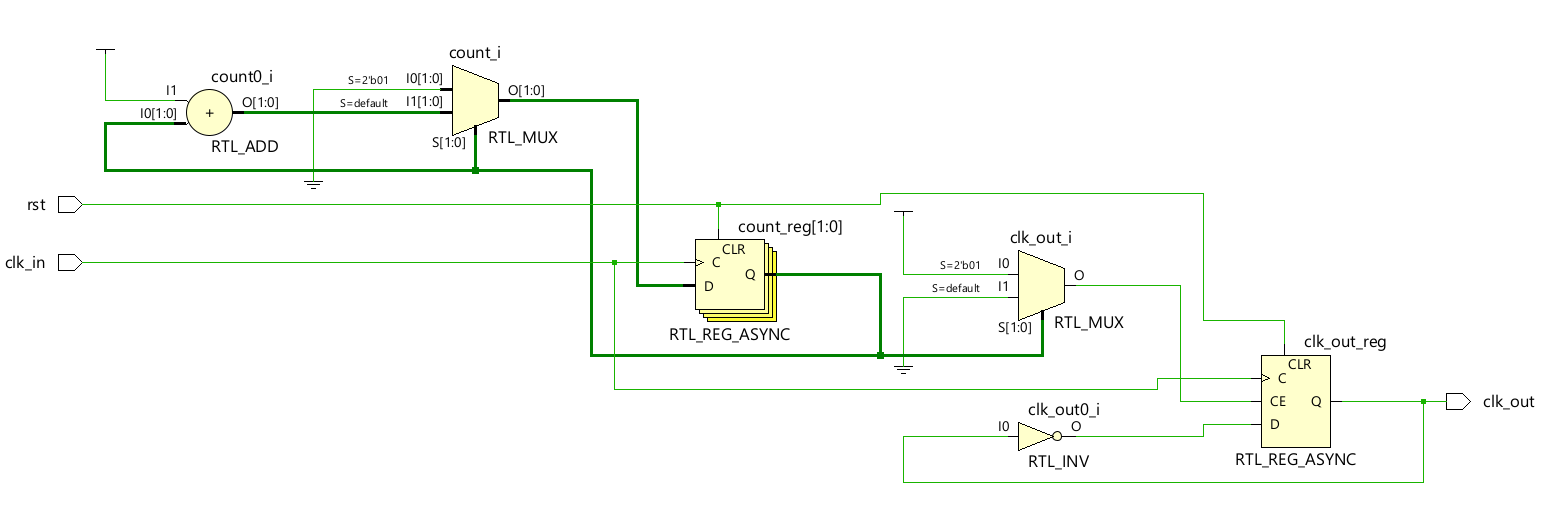 count_i
count0_i
S=2'b01
I0[1:0]
I1
O[1:0]
S=default
I1[1:0]
O[1:0]
I0[1:0]
+
S[1:0]
RTL_MUX
RTL_ADD
rst
count_reg[1:0]
clk_in
CLR
C
Q
D
RTL_REG_ASYNC
clk_out_i
S=2'b01
I0
O
S=default
I1
S[1:0]
RTL_MUX
clk_out_reg
CLR
C
CE
Q
D
RTL_REG_ASYNC
clk_out
clk_out0_i
I0
O
RTL_INV